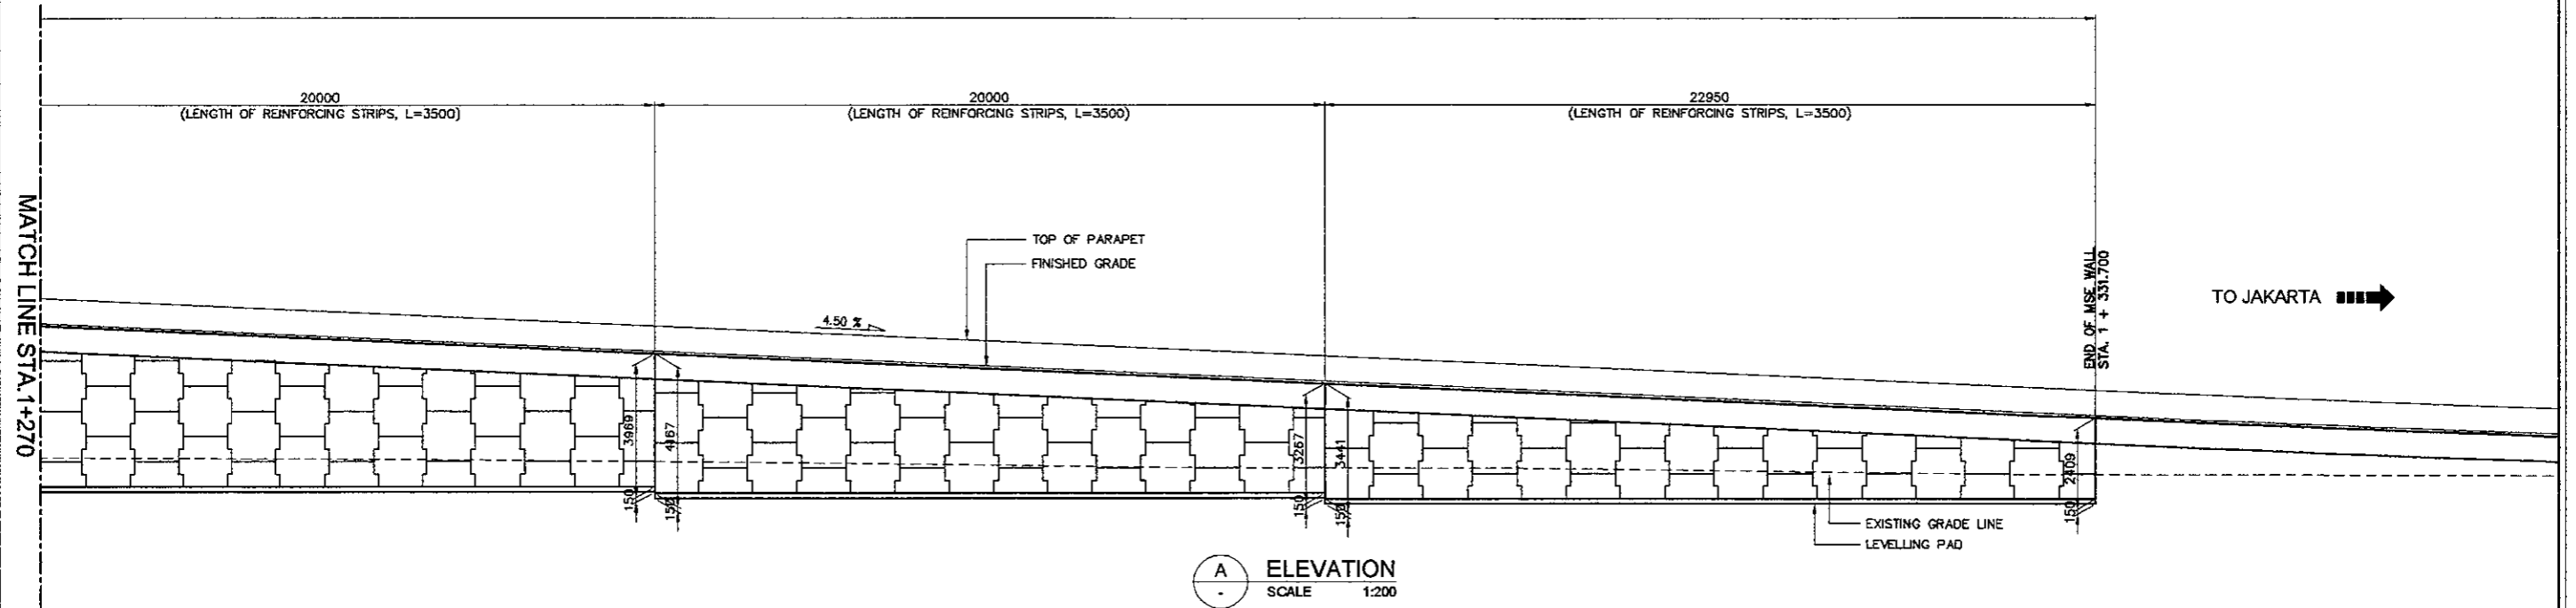 20000
(LENGTH OF REINFORCING STRIPS, L=3500)
20000
(LENGTH OF REINFORCING STRIPS, L=3500)
22950
(LENGTH OF REINFORCING STRIPS, L=3500)
MATCH LINE STA.1+270
TOP OF PARAPET
FINISHED GRADE
4.50 %
END OF MSE WALL
STA. 1 + 331.700
TO JAKARTA
3969
4167
3267
3441
2409
150
150
150
150
150
EXISTING GRADE LINE
LEVELLING PAD
A
-
ELEVATION
SCALE 1:200